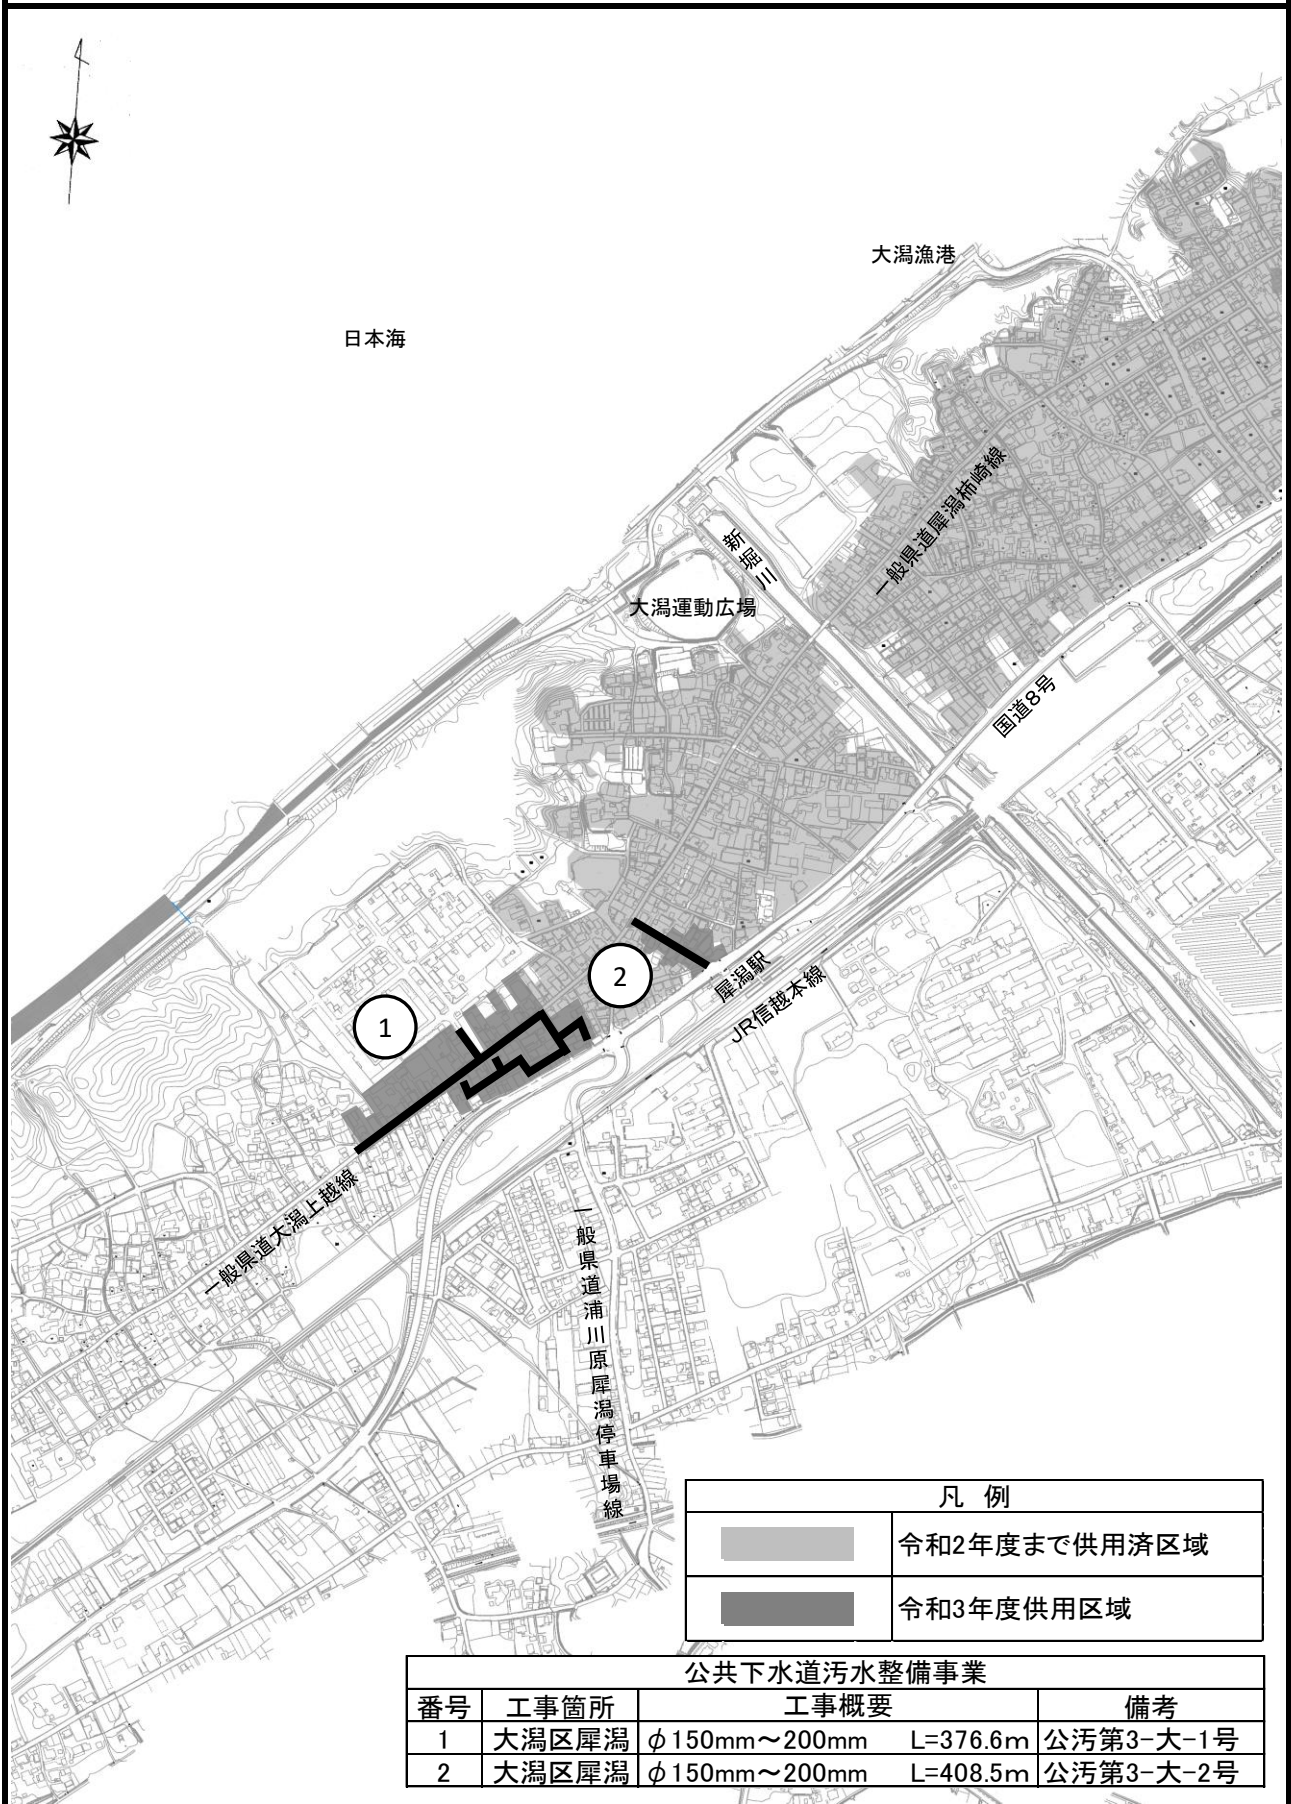 大潟漁港
日本海
一般県道犀潟柿崎線
新堀川
大潟運動広場
国道8号
犀潟駅
JR信越本線
2
1
一般県道大潟上越線
一般県道浦川原犀潟停車場線
凡 例
令和2年度まで供用済区域
令和3年度供用区域
公共下水道汚水整備事業
番号 工事箇所 工事概要 備考
1 大潟区犀潟 φ150mm～200mm L=376.6m 公汚第3-大-1号
2 大潟区犀潟 φ150mm～200mm L=408.5m 公汚第3-大-2号